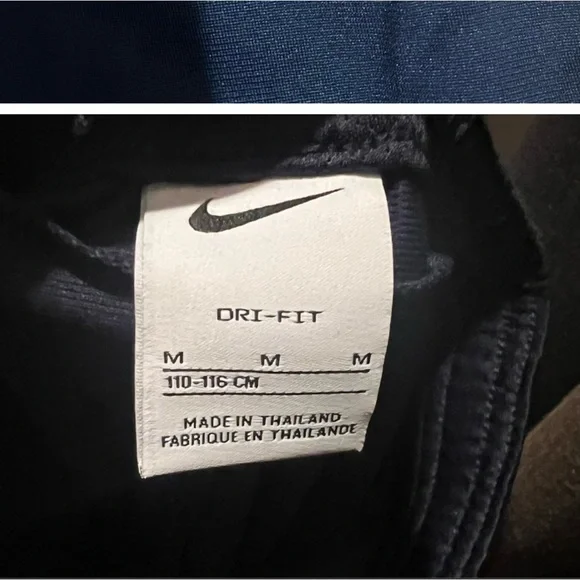 DRI-FIT
M M M
110-116 CM
MADE IN THAILAND
FABRIQUE EN THAILANDE